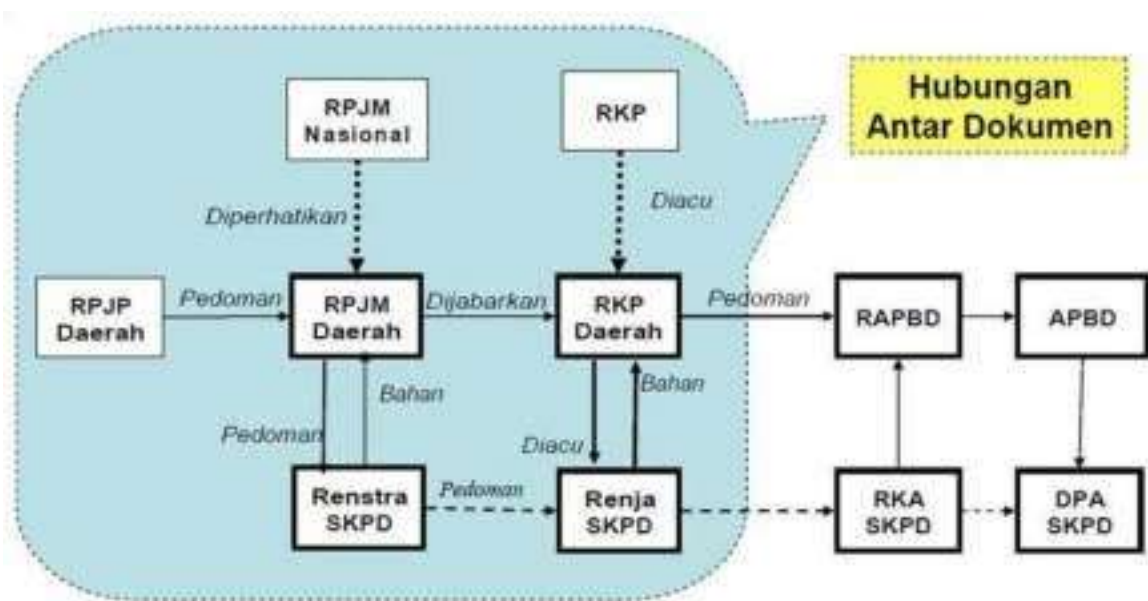 RPJM
Nasional
RKP
Hubungan
Antar Dokumen
Diperhatikan
Diacu
RPJP
Daerah
Pedoman
RPJM
Daerah
Dijabarkan
RKP
Daerah
Pedoman
RAPBD
APBD
Pedoman
Bahan
Diacu
Bahan
Renstra
SKPD
Pedoman
Renja
SKPD
RKA
SKPD
DPA
SKPD